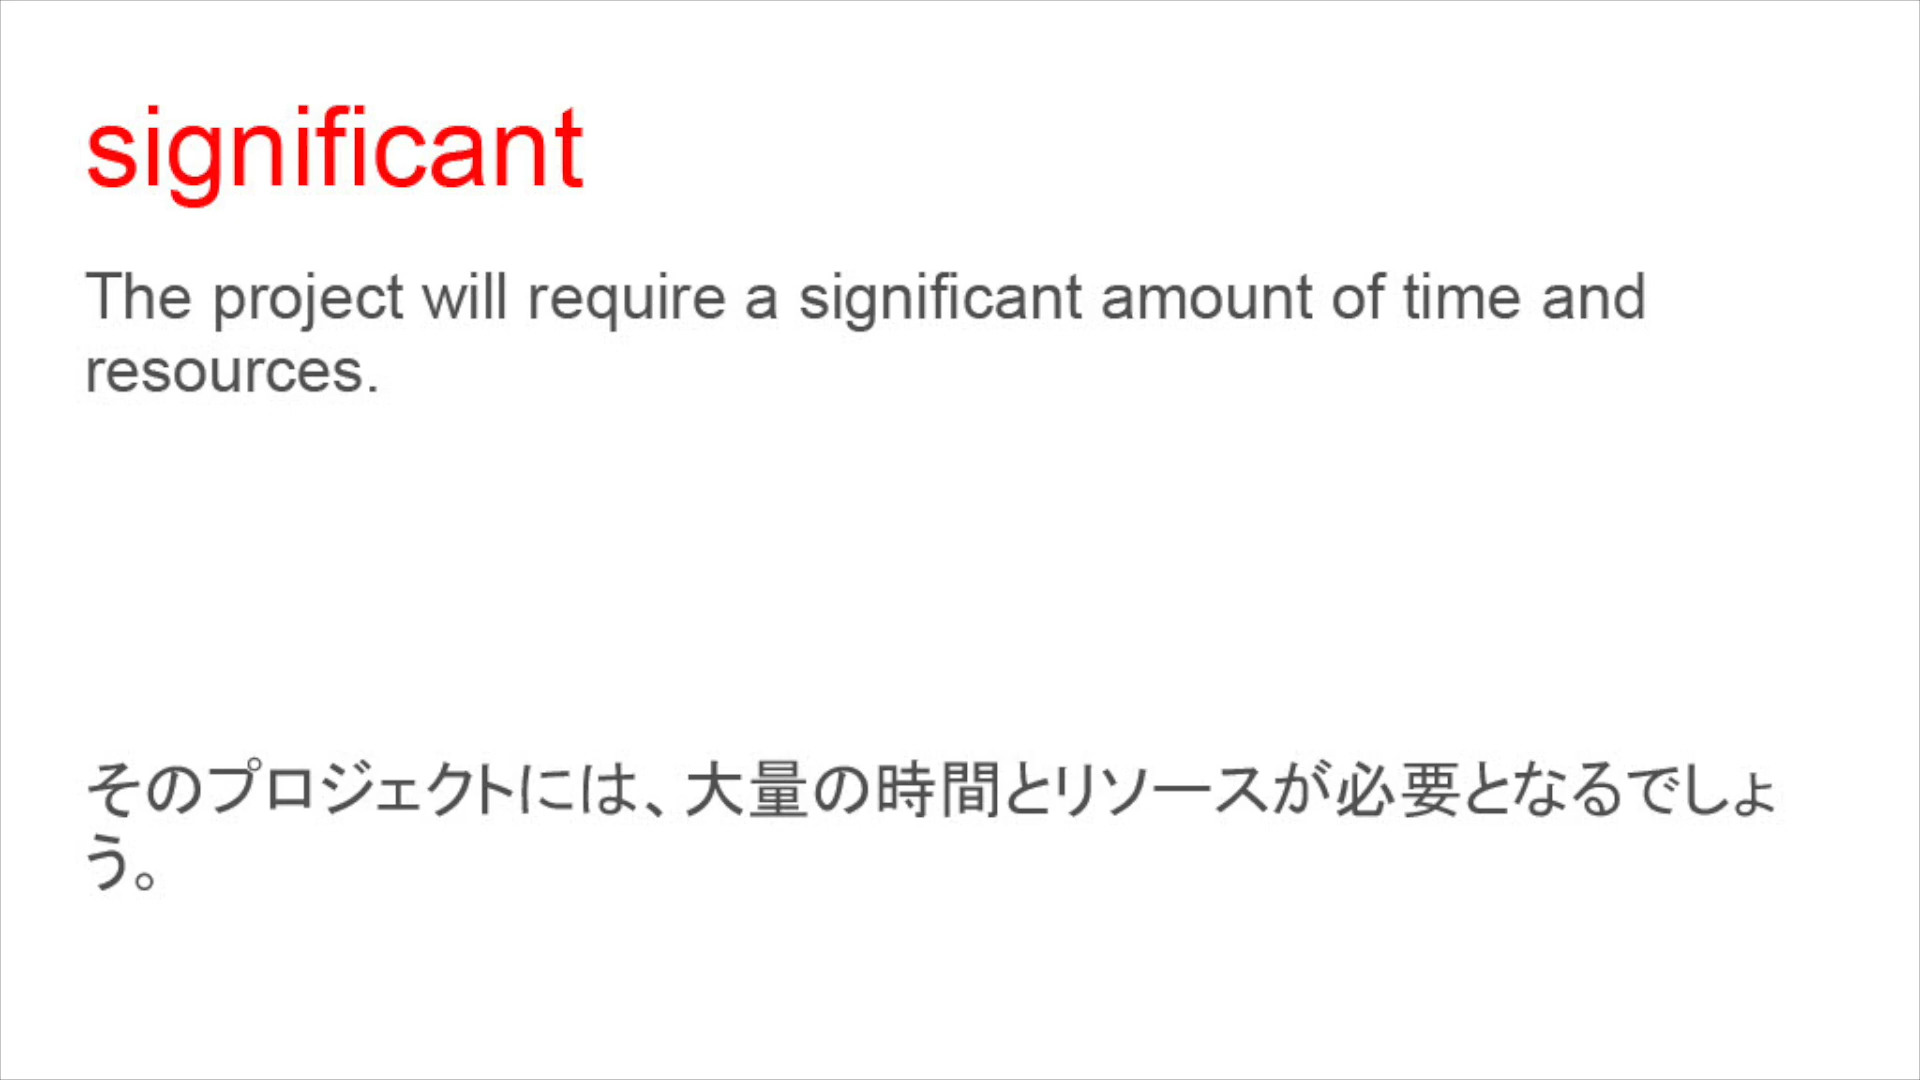 significant
The project will require a significant amount of time and
resources.
そのプロジェクトには、大量の時間とリソースが必要となるでしょ
う。